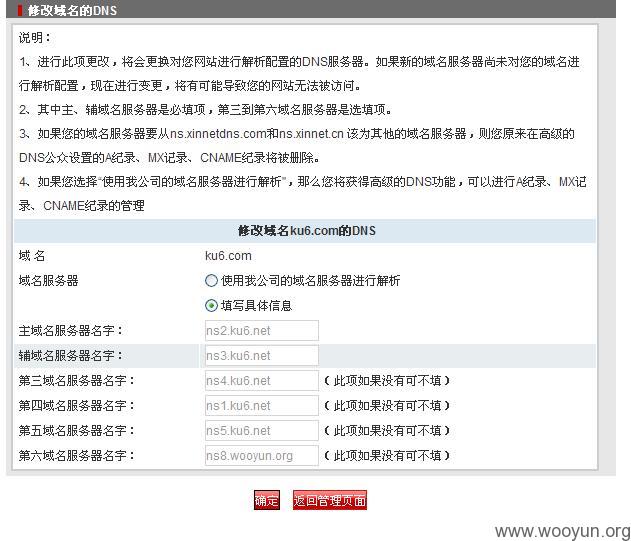 修改域名的DNS
说明：
1、进行此项更改，将会更换对您网站进行解析配置的DNS服务器。如果新的域名服务器尚未对您的域名进
行解析配置，现在进行变更，将有可能导致您的网站无法被访问。
2、其中主、辅域名服务器是必填项，第三到第六域名服务器是选填项。
3、如果您的域名服务器要从ns.xinnetdns.com和ns.xinnet.cn 该为其他的域名服务器，则您原来在高级的
DNS公众设置的A纪录、MX记录、CNAME纪录将被删除。
4、如果您选择“使用我公司的域名服务器进行解析”，那么您将获得高级的DNS功能，可以进行A纪录、MX记
录、CNAME纪录的管理
修改域名ku6.com的DNS
域 名 ku6.com
域名服务器 使用我公司的域名服务器进行解析
填写具体信息
主域名服务器名字： ns2.ku6.net
辅域名服务器名字： ns3.ku6.net
第三域名服务器名字： ns4.ku6.net （此项如果没有可不填）
第四域名服务器名字： ns1.ku6.net （此项如果没有可不填）
第五域名服务器名字： ns5.ku6.net （此项如果没有可不填）
第六域名服务器名字： ns8.wooyun.org （此项如果没有可不填）
确定 返回管理页面
www.wooyun.org